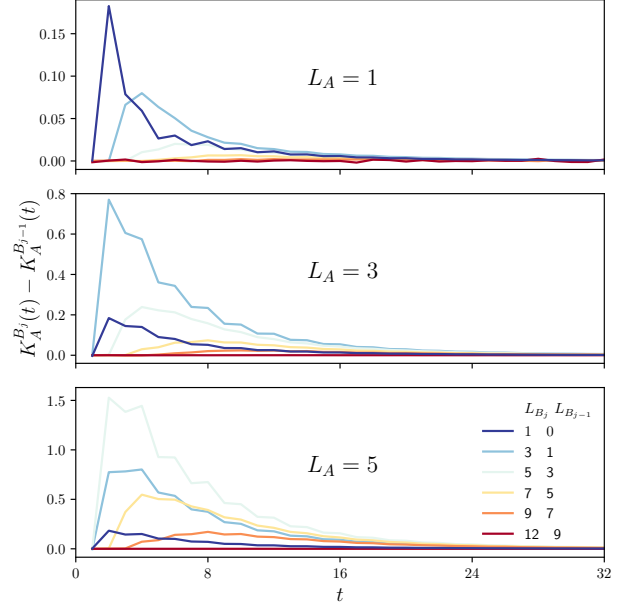 0.15
0.10
0.05
0.00
L_A = 1
0.8
0.6
0.4
0.2
0.0
L_A = 3
K_A^{B_j}(t) − K_A^{B_{j−1}}(t)
1.5
1.0
0.5
0.0
L_A = 5
L_{B_j} L_{B_{j−1}}
1 0
3 1
5 3
7 5
9 7
12 9
0 8 16 24 32
t